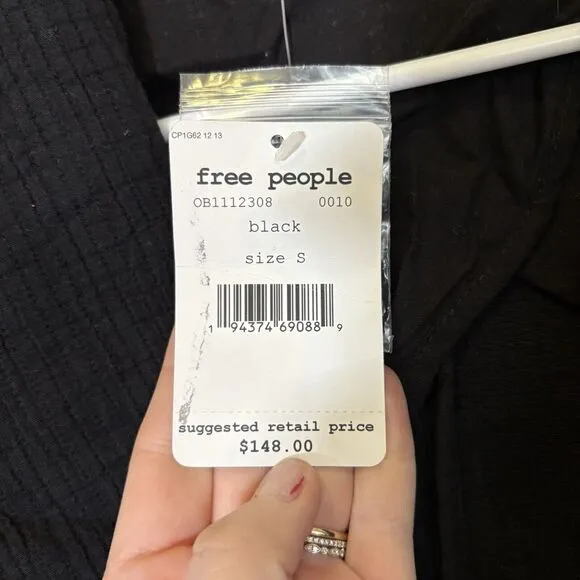 CP1G62 12 13
free people
OB1112308 0010
black
size S
1 94374 69088 9
suggested retail price
$148.00